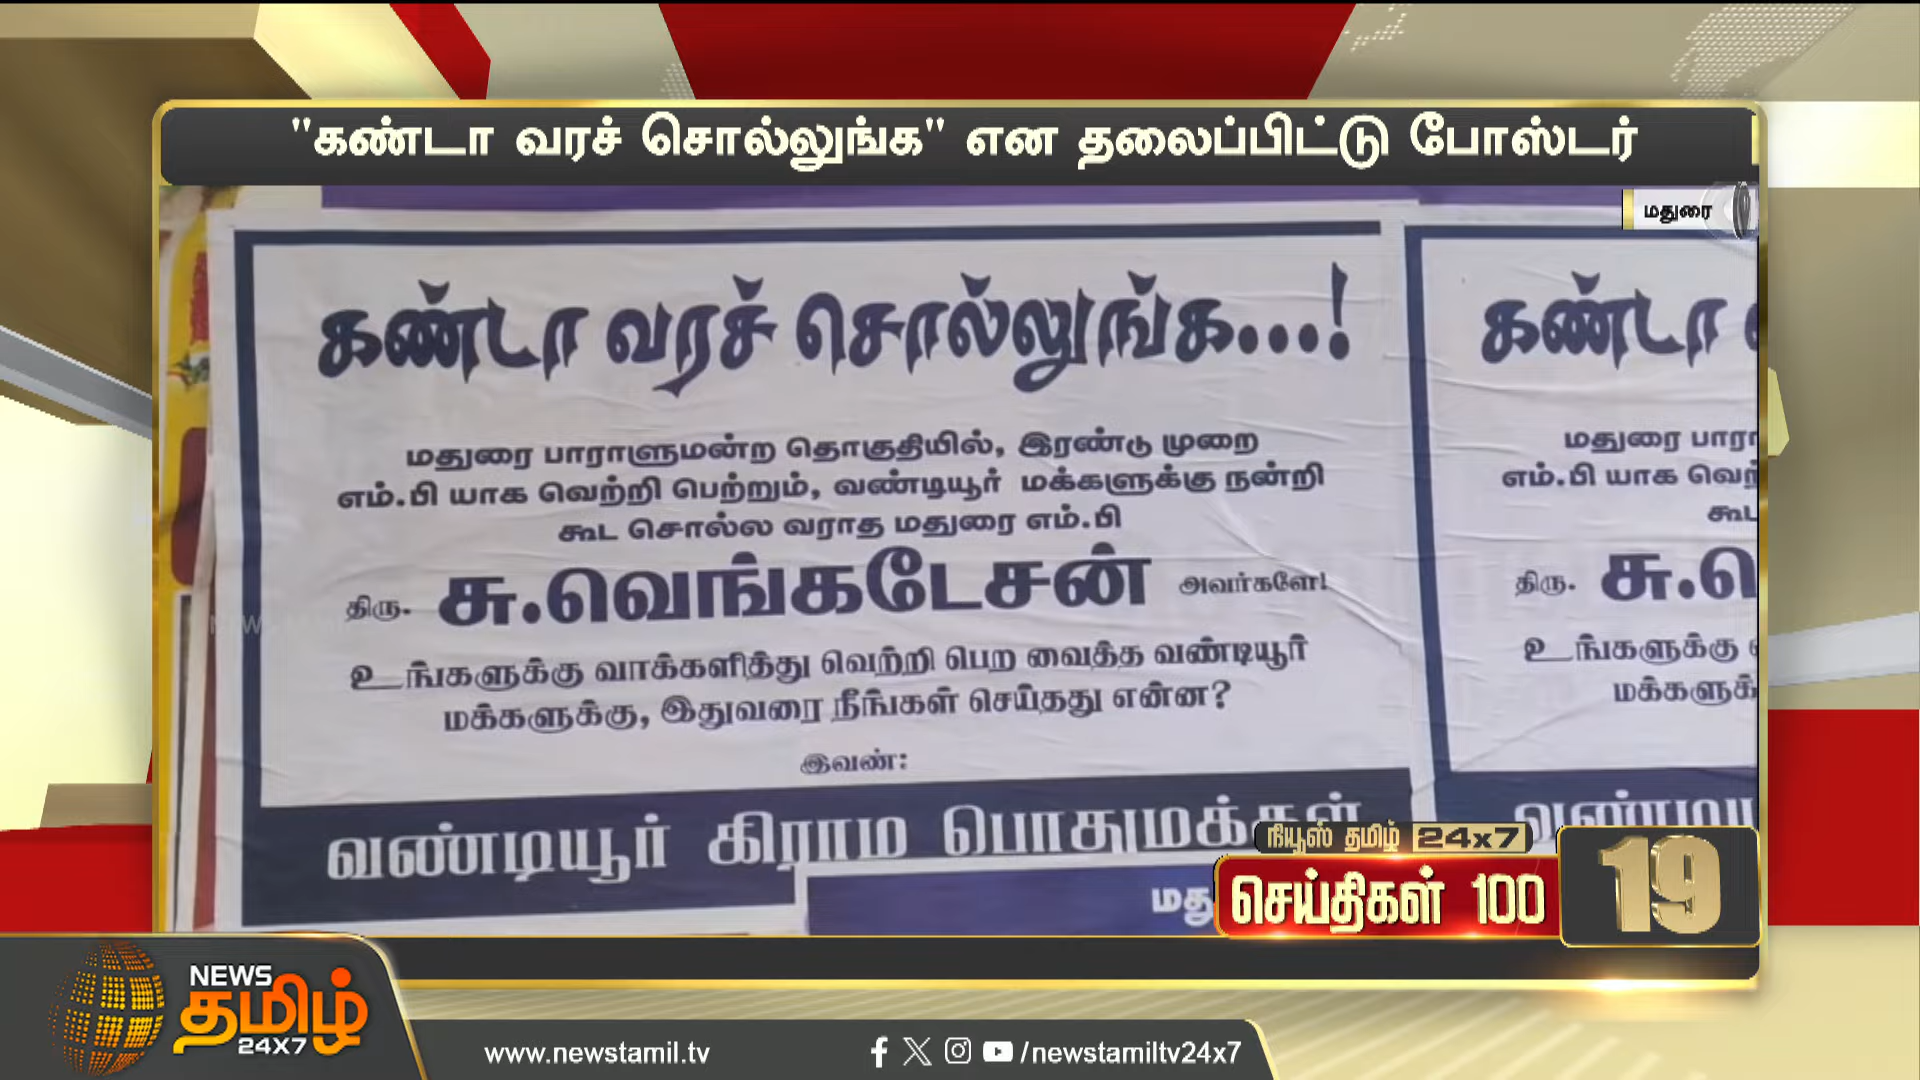 "கண்டா வரச் சொல்லுங்க" என தலைப்பிட்டு போஸ்டர்
மதுரை
கண்டா வரச் சொல்லுங்க...!
மதுரை பாராளுமன்ற தொகுதியில், இரண்டு முறை
எம்.பி யாக வெற்றி பெற்றும், வண்டியூர் மக்களுக்கு நன்றி
கூட சொல்ல வராத மதுரை எம்.பி
திரு. சு.வெங்கடேசன் அவர்களே!
உங்களுக்கு வாக்களித்து வெற்றி பெற வைத்த வண்டியூர்
மக்களுக்கு, இதுவரை நீங்கள் செய்தது என்ன?
இவண்:
வண்டியூர் கிராம பொதுமக்கள்
கண்டா
மதுரை
எம்.பி யாக
கூட
திரு. சு.
உங்களுக்கு
நியூஸ் தமிழ் 24x7
செய்திகள் 100
19
NEWS
தமிழ்
24X7
www.newstamil.tv
/newstamiltv24x7